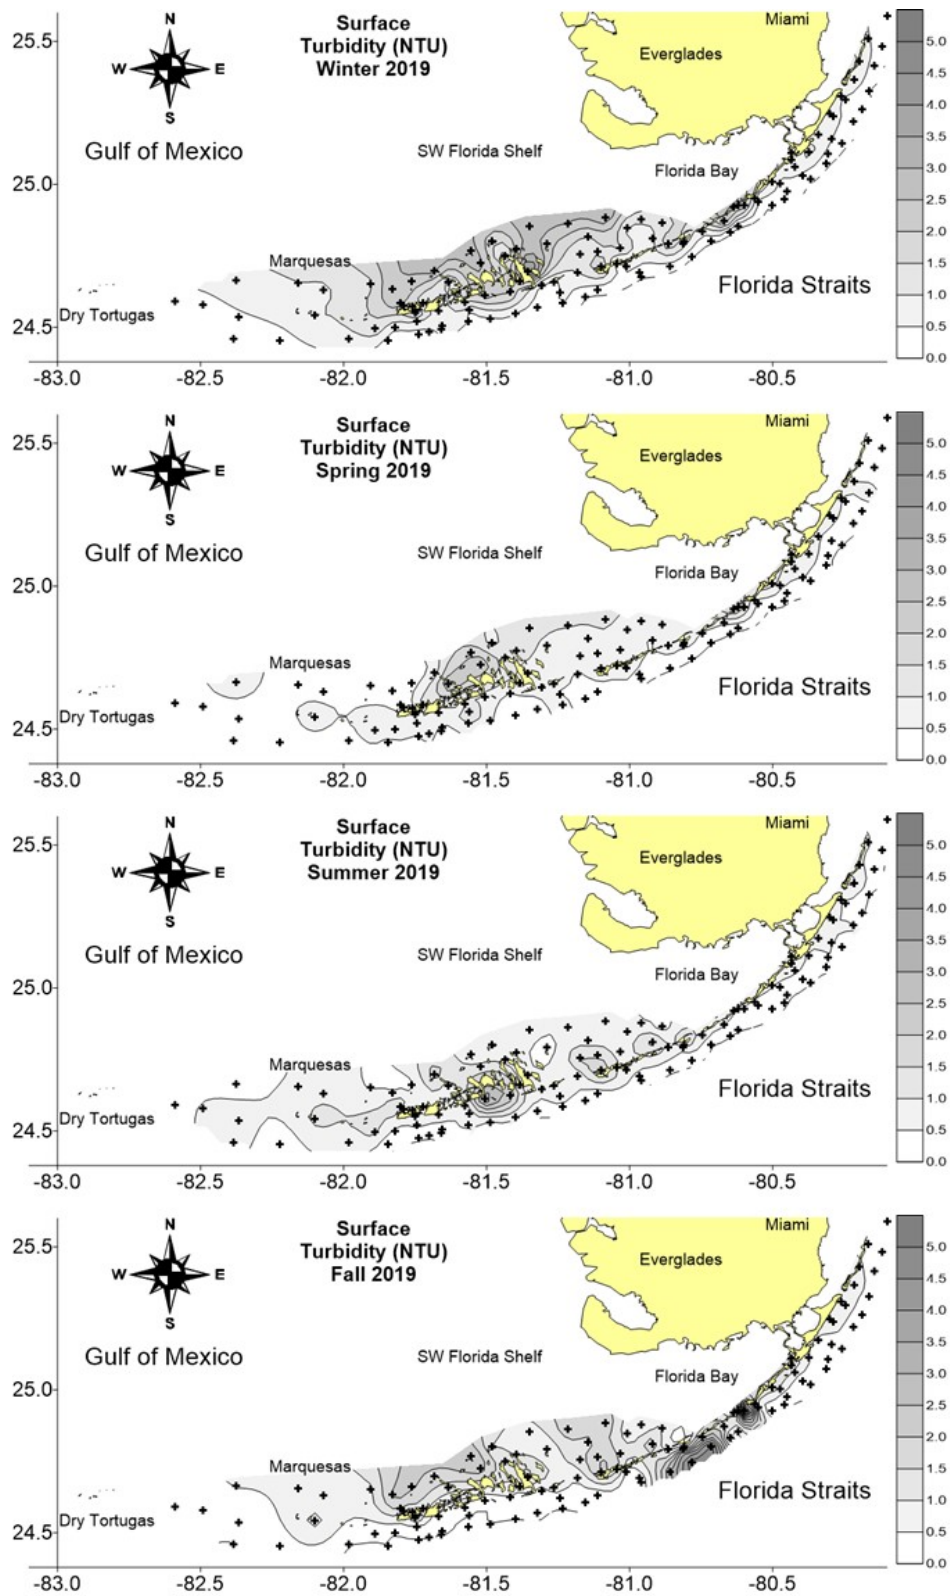 25.5
25.0
24.5
N
W E
S
Surface
Turbidity (NTU)
Winter 2019
Miami
Everglades
Gulf of Mexico
SW Florida Shelf
Florida Bay
Marquesas
Dry Tortugas
Florida Straits
-83.0 -82.5 -82.0 -81.5 -81.0 -80.5
5.0
4.5
4.0
3.5
3.0
2.5
2.0
1.5
1.0
0.5
0.0
25.5
25.0
24.5
N
W E
S
Surface
Turbidity (NTU)
Spring 2019
Miami
Everglades
Gulf of Mexico
SW Florida Shelf
Florida Bay
Marquesas
Dry Tortugas
Florida Straits
-83.0 -82.5 -82.0 -81.5 -81.0 -80.5
5.0
4.5
4.0
3.5
3.0
2.5
2.0
1.5
1.0
0.5
0.0
25.5
25.0
24.5
N
W E
S
Surface
Turbidity (NTU)
Summer 2019
Miami
Everglades
Gulf of Mexico
SW Florida Shelf
Florida Bay
Marquesas
Dry Tortugas
Florida Straits
-83.0 -82.5 -82.0 -81.5 -81.0 -80.5
5.0
4.5
4.0
3.5
3.0
2.5
2.0
1.5
1.0
0.5
0.0
25.5
25.0
24.5
N
W E
S
Surface
Turbidity (NTU)
Fall 2019
Miami
Everglades
Gulf of Mexico
SW Florida Shelf
Florida Bay
Marquesas
Dry Tortugas
Florida Straits
-83.0 -82.5 -82.0 -81.5 -81.0 -80.5
5.0
4.5
4.0
3.5
3.0
2.5
2.0
1.5
1.0
0.5
0.0